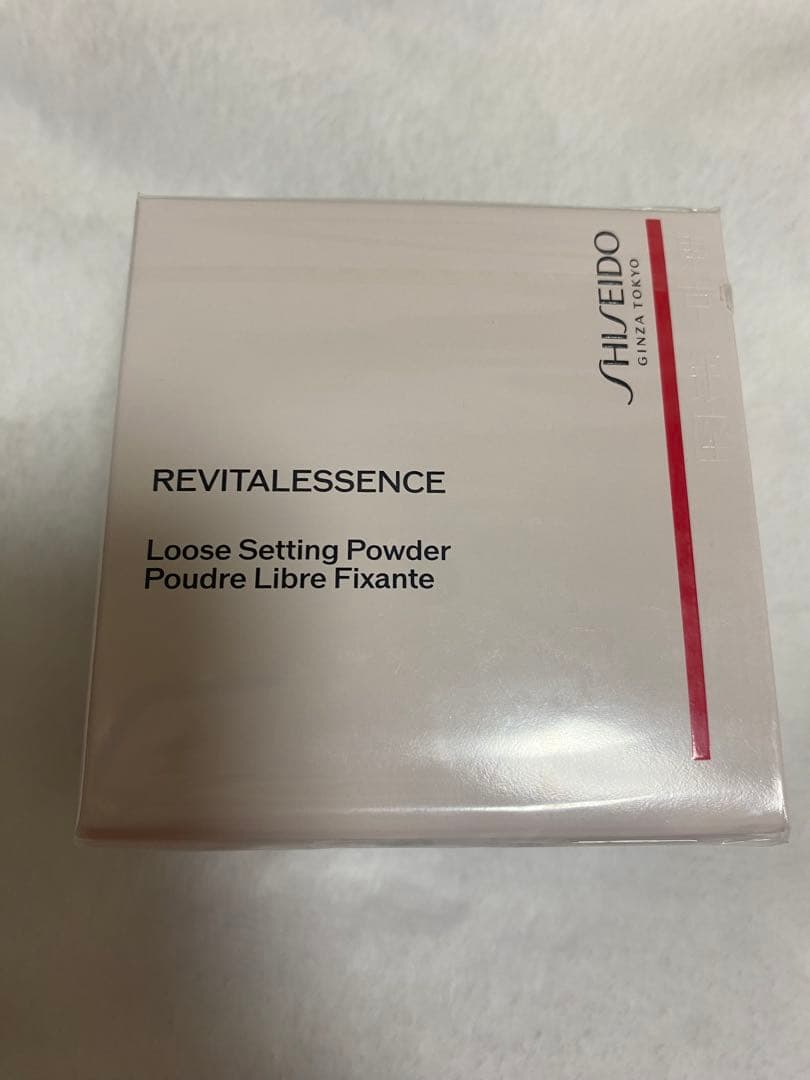 SHISEIDO
GINZA TOKYO
REVITALESSENCE
Loose Setting Powder
Poudre Libre Fixante